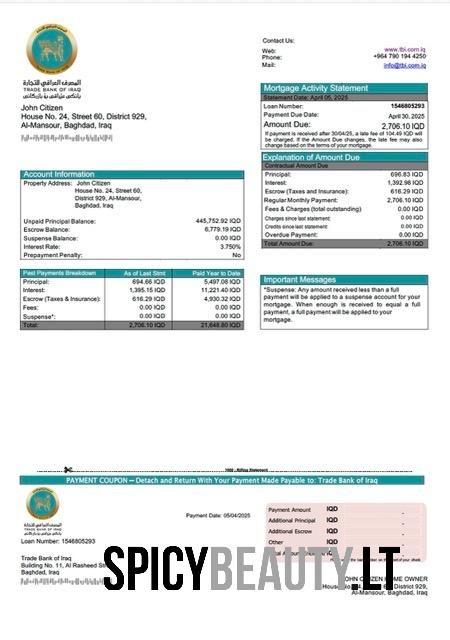 المصرف العراقي للتجارة
TRADE BANK OF IRAQ
John Citizen
House No. 24, Street 60, District 929,
Al-Mansour, Baghdad, Iraq
Contact Us:
Web: www.tbi.com.iq
Phone: +964 790 194 4250
Mail: info@tbi.com.iq
Mortgage Activity Statement
Statement Date: April 05, 2025
Loan Number: 1546805293
Payment Due Date: April 30, 2025
Amount Due: 2,706.10 IQD
If payment is received after 30/04/25, a late fee of 104.49 IQD will
be charged. If the Amount Due changes, the late fee may also
change based on the terms of your mortgage.
Explanation of Amount Due
Contractual Amount Due
Principal: 696.83 IQD
Interest: 1,392.98 IQD
Escrow (Taxes and Insurance): 616.29 IQD
Regular Monthly Payment: 2,706.10 IQD
Fees & Charges (total outstanding) 0.00 IQD
Charges since last statement: 0.00 IQD
Credits since last statement 0.00 IQD
Overdue Payment: 0.00 IQD
Total Amount Due: 2,706.10 IQD
Account Information
Property Address: John Citizen
House No. 24, Street 60,
District 929, Al-Mansour,
Baghdad, Iraq
Unpaid Principal Balance: 445,752.92 IQD
Escrow Balance: 6,779.19 IQD
Suspense Balance: 0.00 IQD
Interest Rate: 3.750%
Prepayment Penalty: No
Past Payments Breakdown As of Last Stmt Paid Year to Date
Principal: 694.66 IQD 5,497.08 IQD
Interest: 1,395.15 IQD 11,221.40 IQD
Escrow (Taxes & Insurance): 616.29 IQD 4,930.32 IQD
Fees: 0.00 IQD 0.00 IQD
Suspense*: 0.00 IQD 0.00 IQD
Total: 2,706.10 IQD 21,648.80 IQD
Important Messages
*Suspense: Any amount received less than a full
payment will be applied to a suspense account for your
mortgage. When enough is received to equal a full
payment, a full payment will be applied to your
mortgage.
Billing Statement
PAYMENT COUPON – Detach and Return With Your Payment Made Payable to: Trade Bank of Iraq
المصرف العراقي للتجارة
TRADE BANK OF IRAQ
Loan Number: 1546805293
Payment Date: 05/04/2025
Payment Amount IQD
Additional Principal IQD
Additional Escrow IQD
Other IQD
Trade Bank of Iraq
Building No. 11, Al Rasheed
Baghdad, Iraq
JOHN CITIZEN HOME OWNER
District 929,
Al-Mansour, Baghdad, Iraq
SPICYBEAUTY.LT